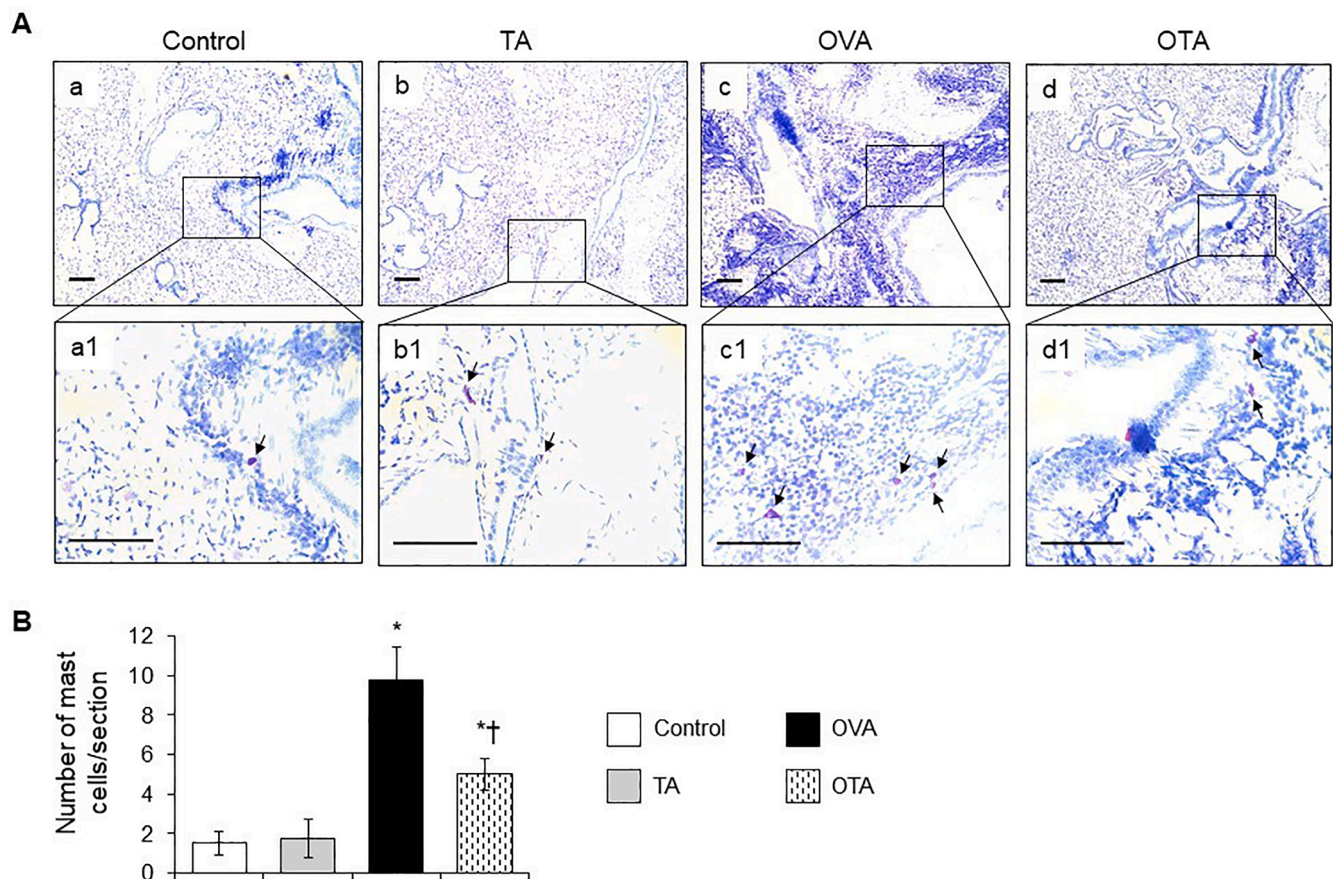 A
Control TA OVA OTA
a b c d
a1 b1 c1 d1
B
Number of mast
cells/section
12
10
8
6
4
2
0
*
*†
Control OVA
TA OTA